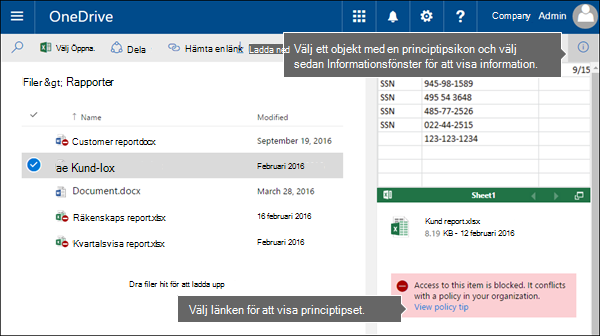 OneDrive
Company Admin
Välj Öppna.
Dela
Hämta en länk
Ladda ned
Välj ett objekt med en principtipsikon och välj
sedan Informationsfönster för att visa information.
Filer &gt; Rapporter
9/15
Name
Modified
SSN 945-98-1589
SSN 495 54 3648
SSN 485-77-2526
SSN 022-44-2515
123-123-1234
Customer reportdocx September 19, 2016
ae Kund-lox Februari 2016
Document.docx March 28, 2016
Räkenskaps report.xlsx 16 februari 2016
Kvartalsvisa report.xlsx Februari 2016
Sheet1
Kund report.xlsx
8.19 KB - 12 februari 2016
Dra filer hit för att ladda upp
Access to this item is blocked. It conflicts
with a policy in your organization.
View policy tip
Välj länken för att visa principtipset.